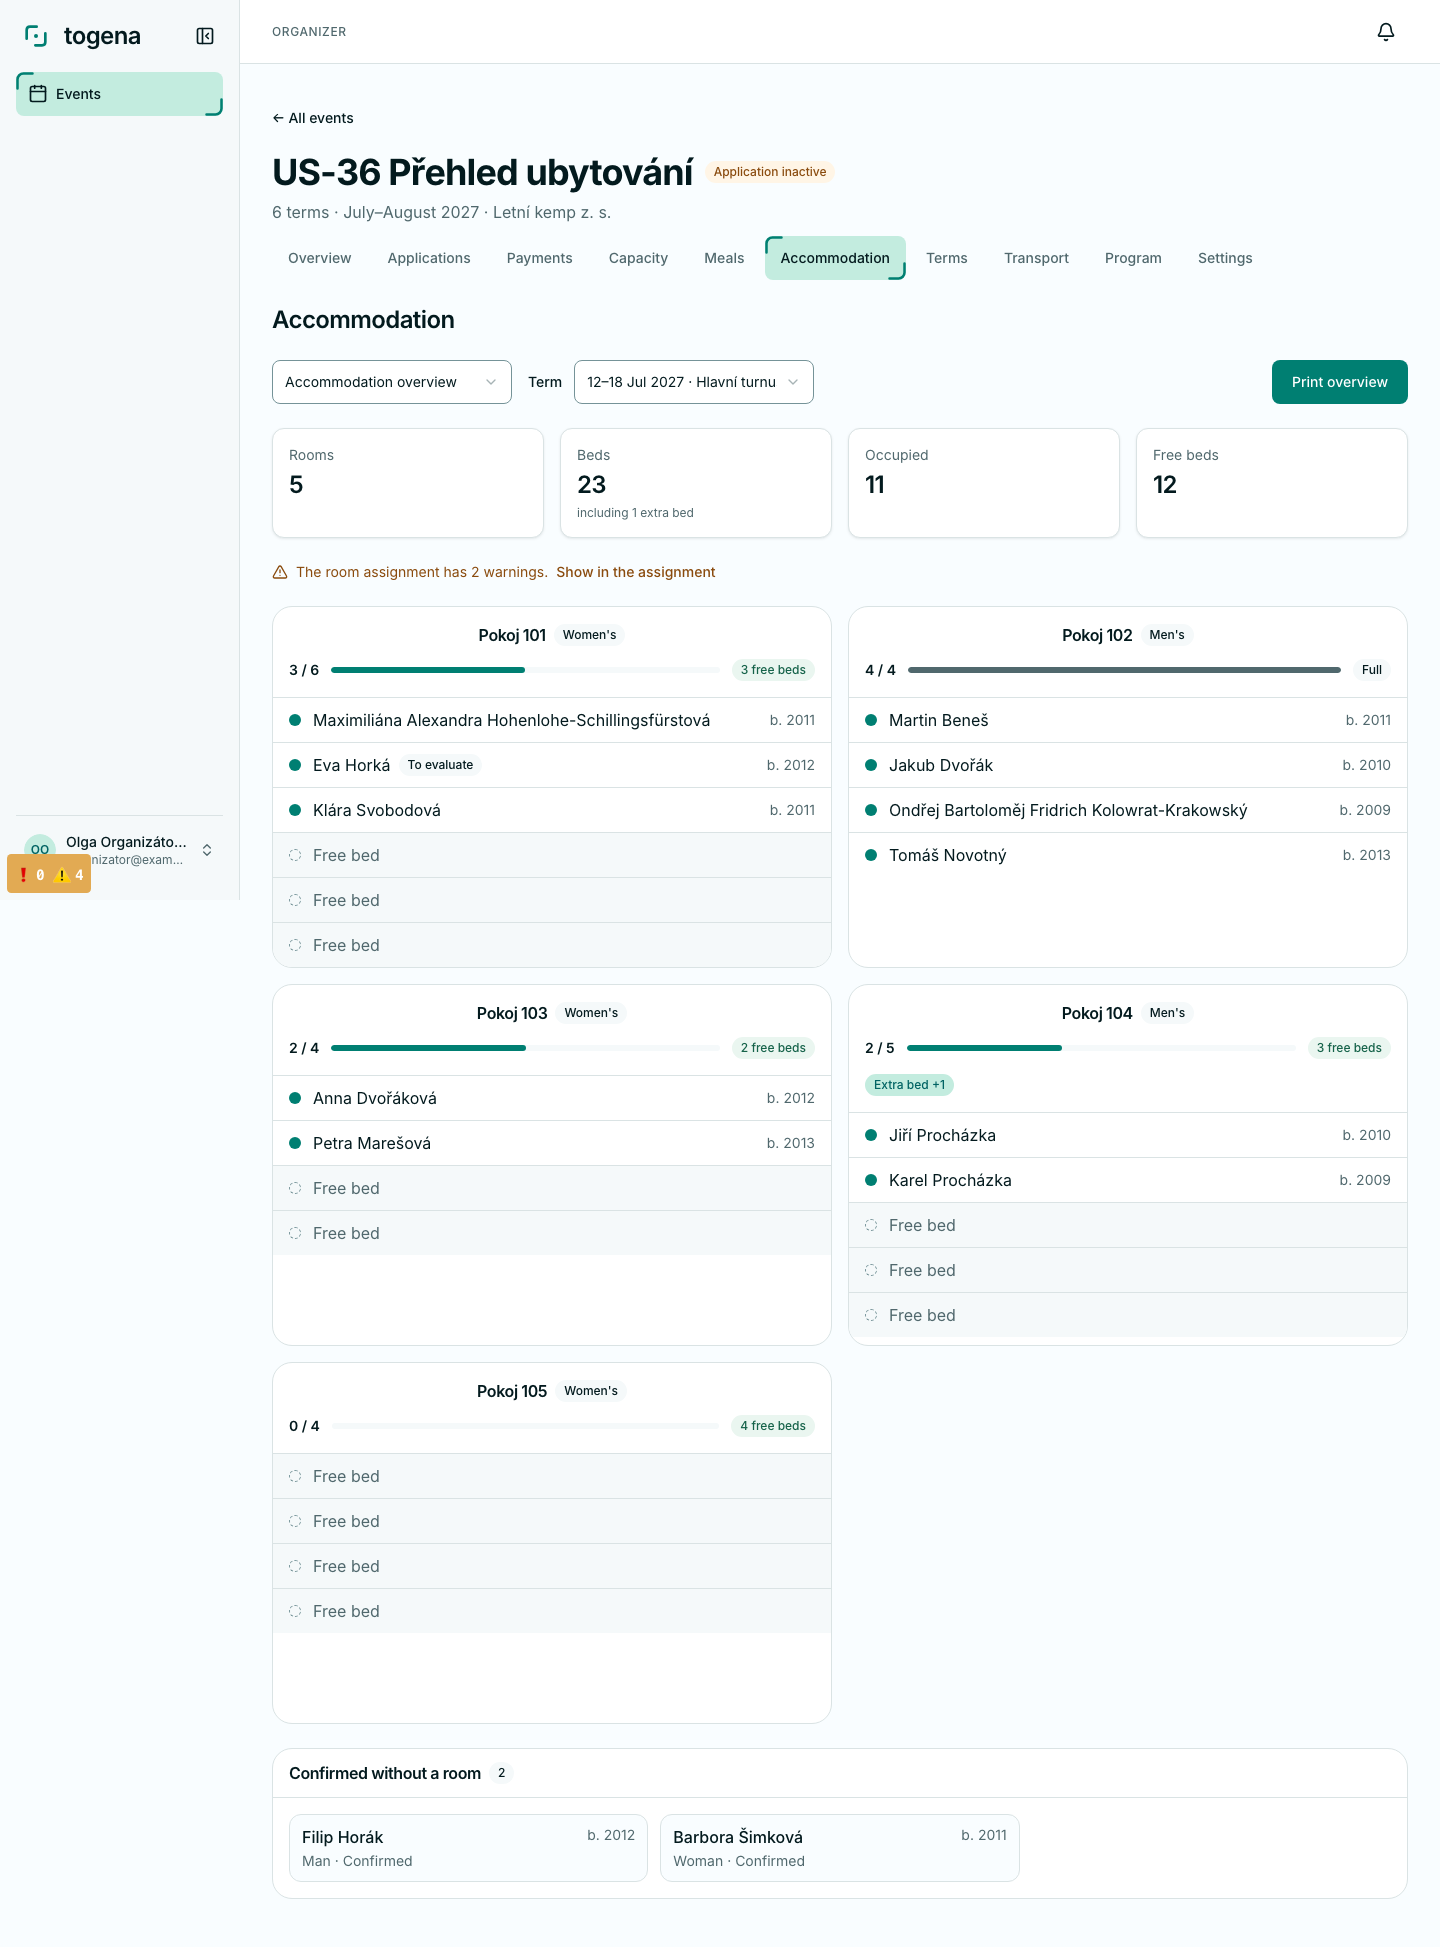 togena
ORGANIZER
Events
← All events
US-36 Přehled ubytování Application inactive
6 terms · July–August 2027 · Letní kemp z. s.
Overview Applications Payments Capacity Meals Accommodation Terms Transport Program Settings
Accommodation
Accommodation overview Term 12–18 Jul 2027 · Hlavní turnu Print overview
Rooms
5
Beds
23
including 1 extra bed
Occupied
11
Free beds
12
The room assignment has 2 warnings. Show in the assignment
Pokoj 101 Women's
3 / 6 3 free beds
Maximiliána Alexandra Hohenlohe-Schillingsfürstová b. 2011
Eva Horká To evaluate b. 2012
Klára Svobodová b. 2011
Free bed
Free bed
Free bed
Pokoj 102 Men's
4 / 4 Full
Martin Beneš b. 2011
Jakub Dvořák b. 2010
Ondřej Bartoloměj Fridrich Kolowrat-Krakowský b. 2009
Tomáš Novotný b. 2013
Pokoj 103 Women's
2 / 4 2 free beds
Anna Dvořáková b. 2012
Petra Marešová b. 2013
Free bed
Free bed
Pokoj 104 Men's
2 / 5 3 free beds
Extra bed +1
Jiří Procházka b. 2010
Karel Procházka b. 2009
Free bed
Free bed
Free bed
Pokoj 105 Women's
0 / 4 4 free beds
Free bed
Free bed
Free bed
Free bed
Confirmed without a room 2
Filip Horák b. 2012
Man · Confirmed
Barbora Šimková b. 2011
Woman · Confirmed
OO Olga Organizáto...
nizator@exam...
❗ 0 ⚠️ 4